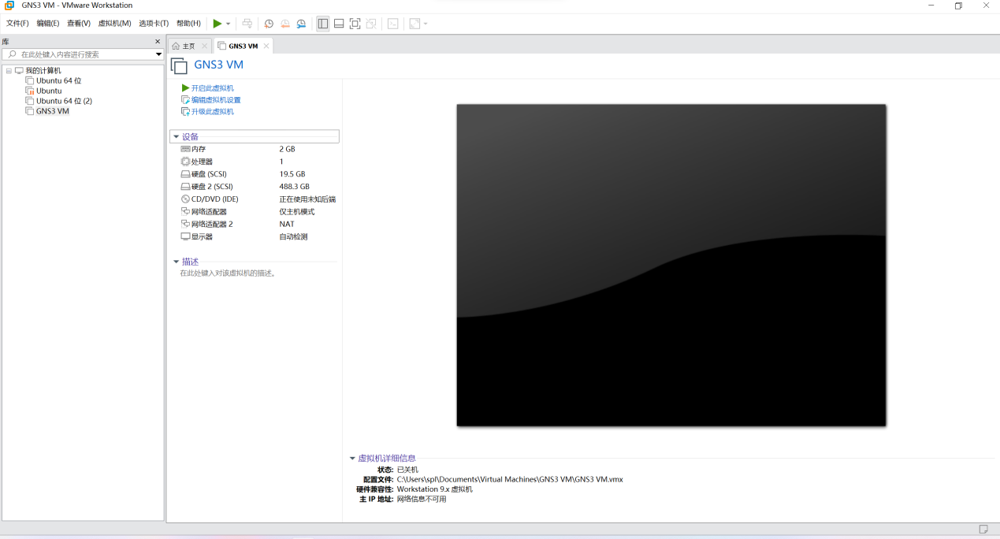 GNS3 VM - VMware Workstation
文件(F) 编辑(E) 查看(V) 虚拟机(M) 选项卡(T) 帮助(H)
库
在此处键入内容进行搜索
我的计算机
Ubuntu 64 位
Ubuntu
Ubuntu 64 位 (2)
GNS3 VM
主页
GNS3 VM
GNS3 VM
开启此虚拟机
编辑虚拟机设置
升级此虚拟机
设备
内存 2 GB
处理器 1
硬盘 (SCSI) 19.5 GB
硬盘 2 (SCSI) 488.3 GB
CD/DVD (IDE) 正在使用未知后端
网络适配器 仅主机模式
网络适配器 2 NAT
显示器 自动检测
描述
在此处键入对该虚拟机的描述。
虚拟机详细信息
状态: 已关机
配置文件: C:\Users\spl\Documents\Virtual Machines\GNS3 VM\GNS3 VM.vmx
硬件兼容性: Workstation 9.x 虚拟机
主 IP 地址: 网络信息不可用